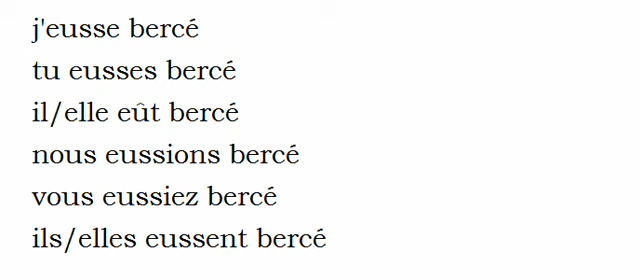 j'eusse bercé
tu eusses bercé
il/elle eût bercé
nous eussions bercé
vous eussiez bercé
ils/elles eussent bercé